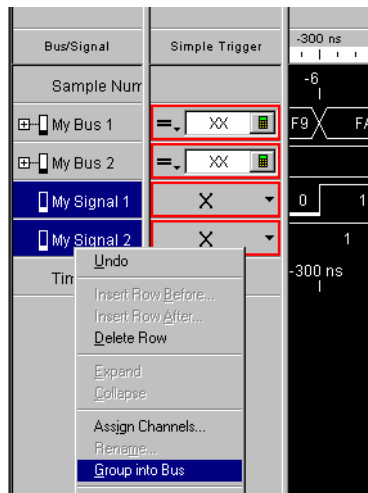 Bus/Signal Simple Trigger -300 ns
Sample Num -6
My Bus 1 = XX F9 FA
My Bus 2 = XX
My Signal 1 X 0 1
My Signal 2 X 1
Tim -300 ns
Undo
Insert Row Before...
Insert Row After...
Delete Row
Expand
Collapse
Assign Channels...
Rename...
Group into Bus